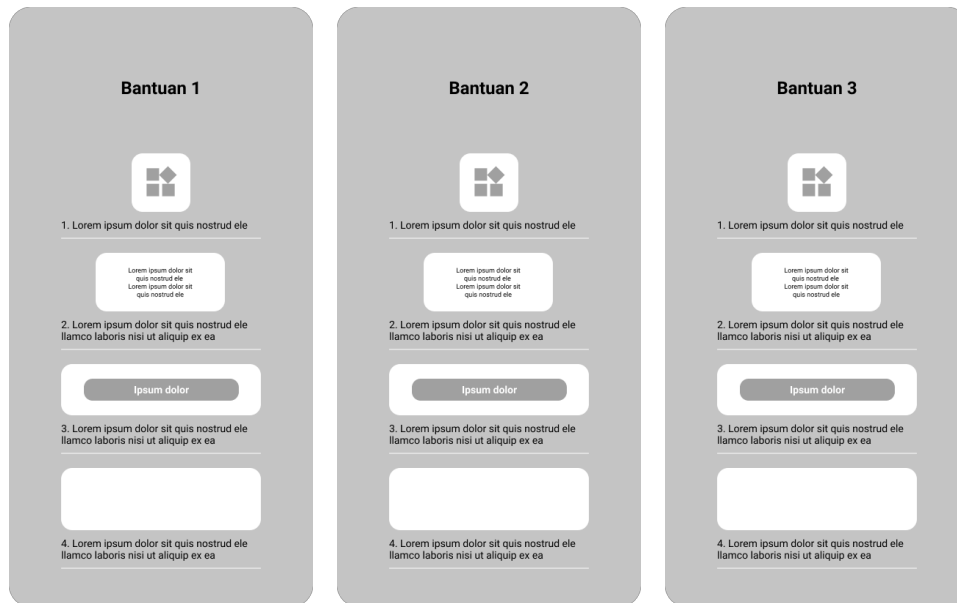 Bantuan 1
1. Lorem ipsum dolor sit quis nostrud ele
Lorem ipsum dolor sit
quis nostrud ele
Lorem ipsum dolor sit
quis nostrud ele
2. Lorem ipsum dolor sit quis nostrud ele
llamco laboris nisi ut aliquip ex ea
Ipsum dolor
3. Lorem ipsum dolor sit quis nostrud ele
llamco laboris nisi ut aliquip ex ea
4. Lorem ipsum dolor sit quis nostrud ele
llamco laboris nisi ut aliquip ex ea
Bantuan 2
1. Lorem ipsum dolor sit quis nostrud ele
Lorem ipsum dolor sit
quis nostrud ele
Lorem ipsum dolor sit
quis nostrud ele
2. Lorem ipsum dolor sit quis nostrud ele
llamco laboris nisi ut aliquip ex ea
Ipsum dolor
3. Lorem ipsum dolor sit quis nostrud ele
llamco laboris nisi ut aliquip ex ea
4. Lorem ipsum dolor sit quis nostrud ele
llamco laboris nisi ut aliquip ex ea
Bantuan 3
1. Lorem ipsum dolor sit quis nostrud ele
Lorem ipsum dolor sit
quis nostrud ele
Lorem ipsum dolor sit
quis nostrud ele
2. Lorem ipsum dolor sit quis nostrud ele
llamco laboris nisi ut aliquip ex ea
Ipsum dolor
3. Lorem ipsum dolor sit quis nostrud ele
llamco laboris nisi ut aliquip ex ea
4. Lorem ipsum dolor sit quis nostrud ele
llamco laboris nisi ut aliquip ex ea